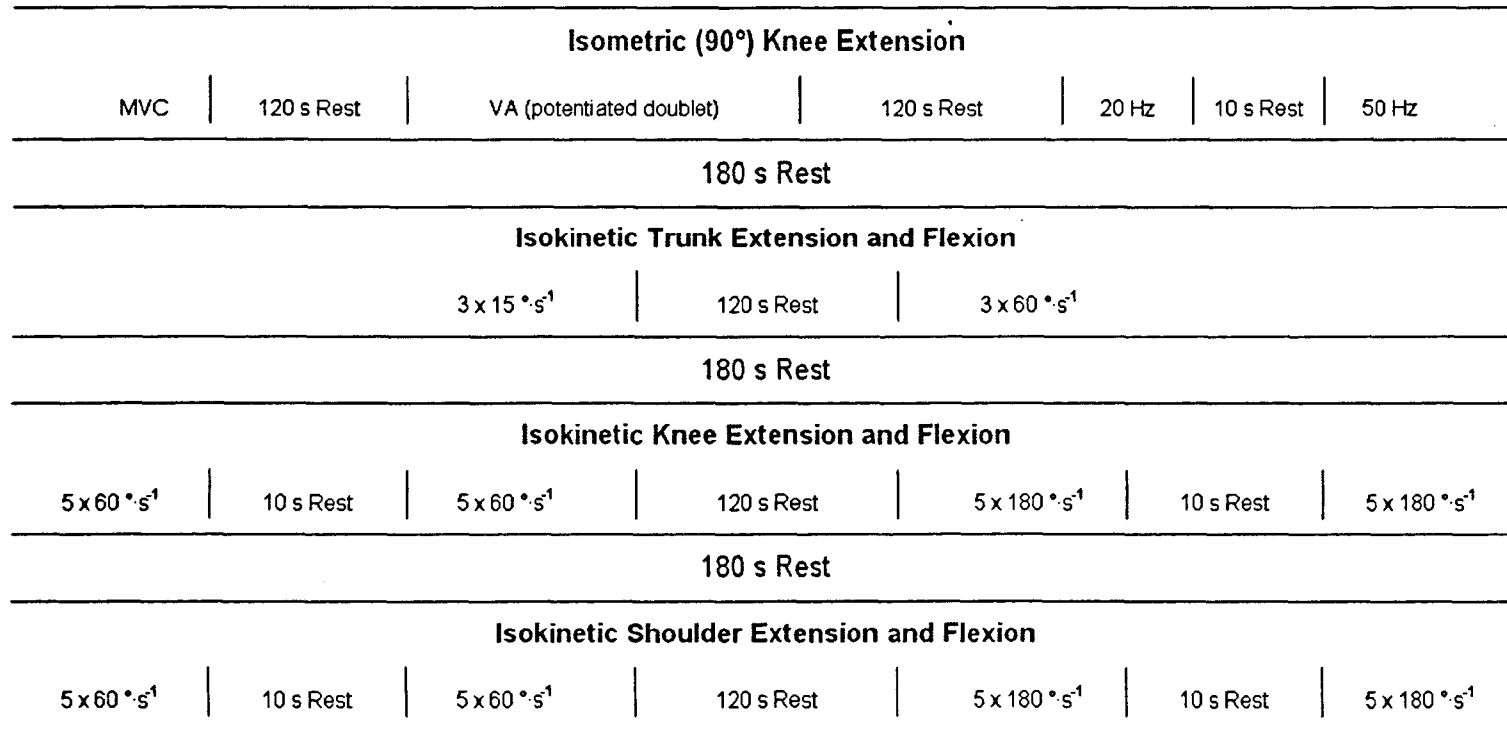 Isometric (90°) Knee Extension
MVC | 120 s Rest | VA (potentiated doublet) | 120 s Rest | 20 Hz | 10 s Rest | 50 Hz
180 s Rest
Isokinetic Trunk Extension and Flexion
3 x 15 °·s⁻¹ | 120 s Rest | 3 x 60 °·s⁻¹
180 s Rest
Isokinetic Knee Extension and Flexion
5 x 60 °·s⁻¹ | 10 s Rest | 5 x 60 °·s⁻¹ | 120 s Rest | 5 x 180 °·s⁻¹ | 10 s Rest | 5 x 180 °·s⁻¹
180 s Rest
Isokinetic Shoulder Extension and Flexion
5 x 60 °·s⁻¹ | 10 s Rest | 5 x 60 °·s⁻¹ | 120 s Rest | 5 x 180 °·s⁻¹ | 10 s Rest | 5 x 180 °·s⁻¹